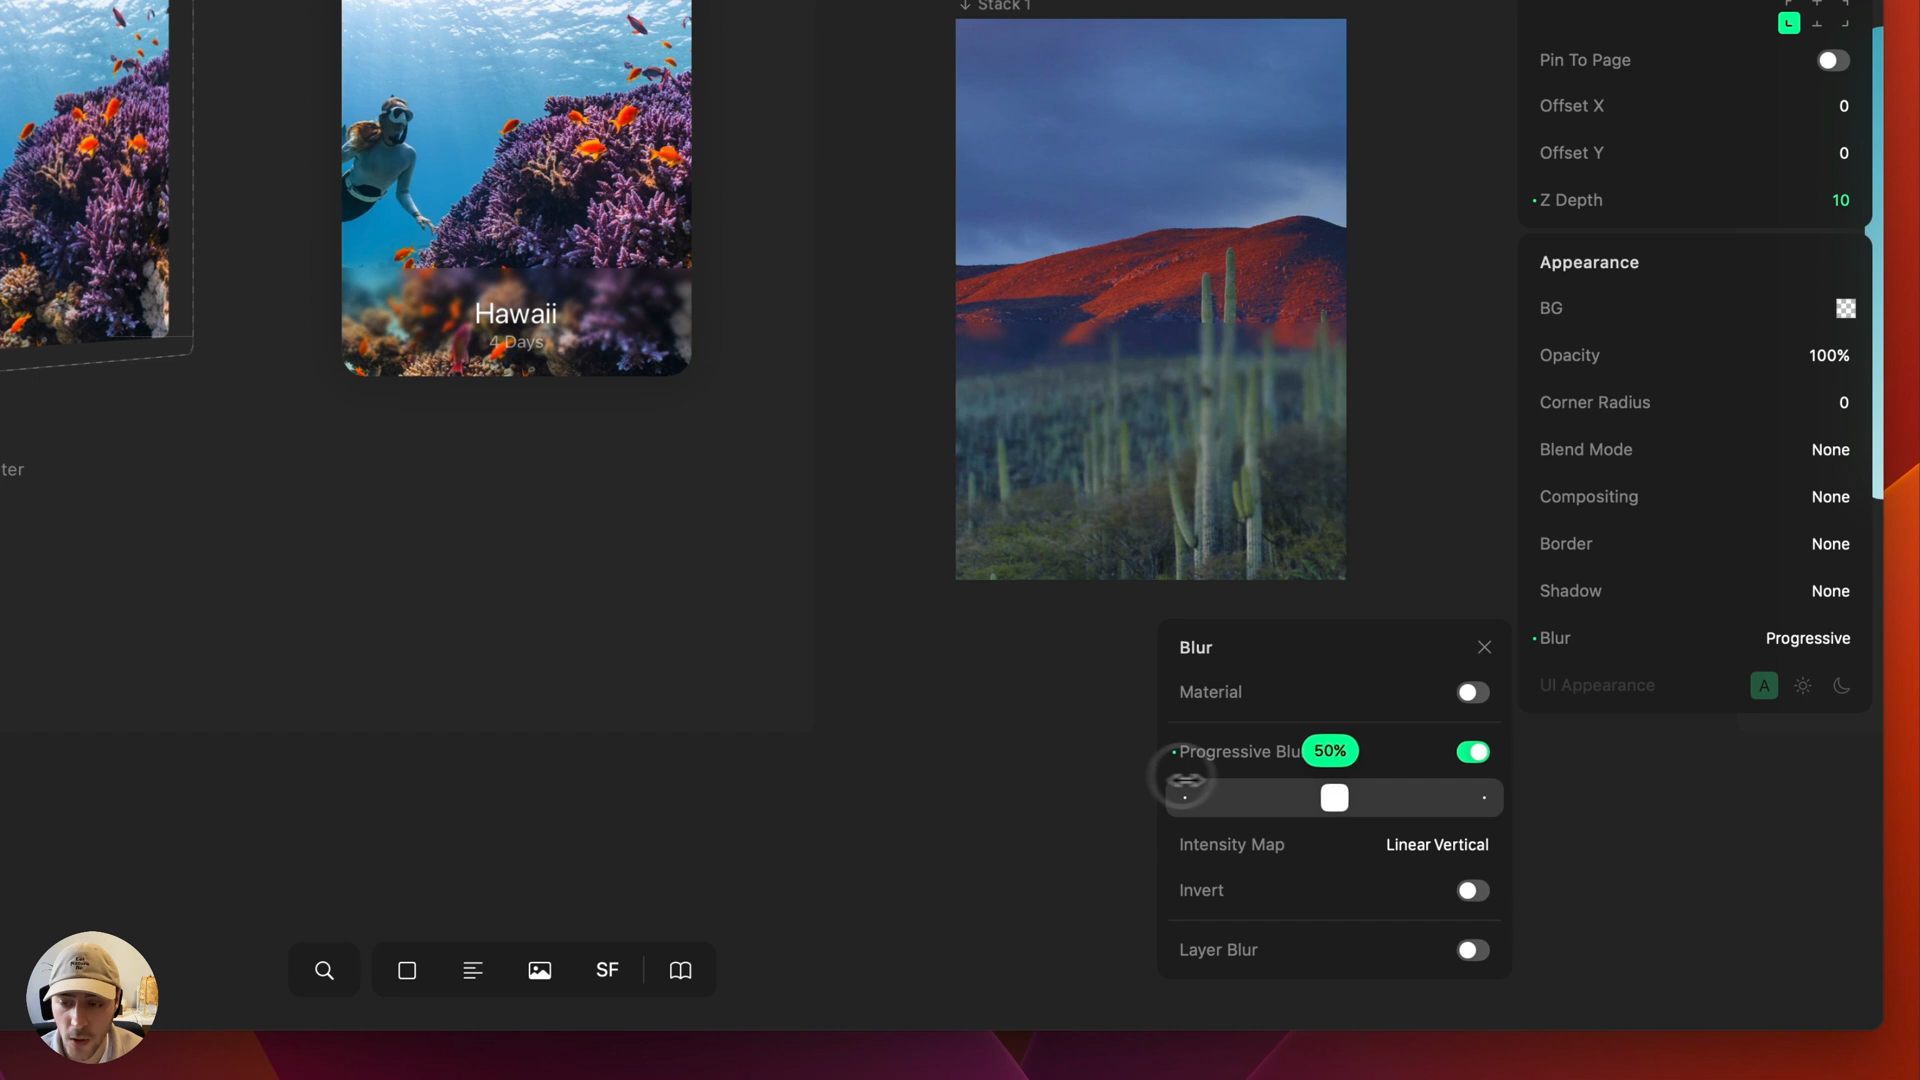 ↓ Stack 1
Pin To Page
Offset X 0
Offset Y 0
Z Depth 10
Appearance
BG
Opacity 100%
Corner Radius 0
Blend Mode None
Compositing None
Border None
Shadow None
Blur Progressive
UI Appearance A
Hawaii
4 Days
ter
Blur
Material
Progressive Blu 50%
Intensity Map Linear Vertical
Invert
Layer Blur
SF